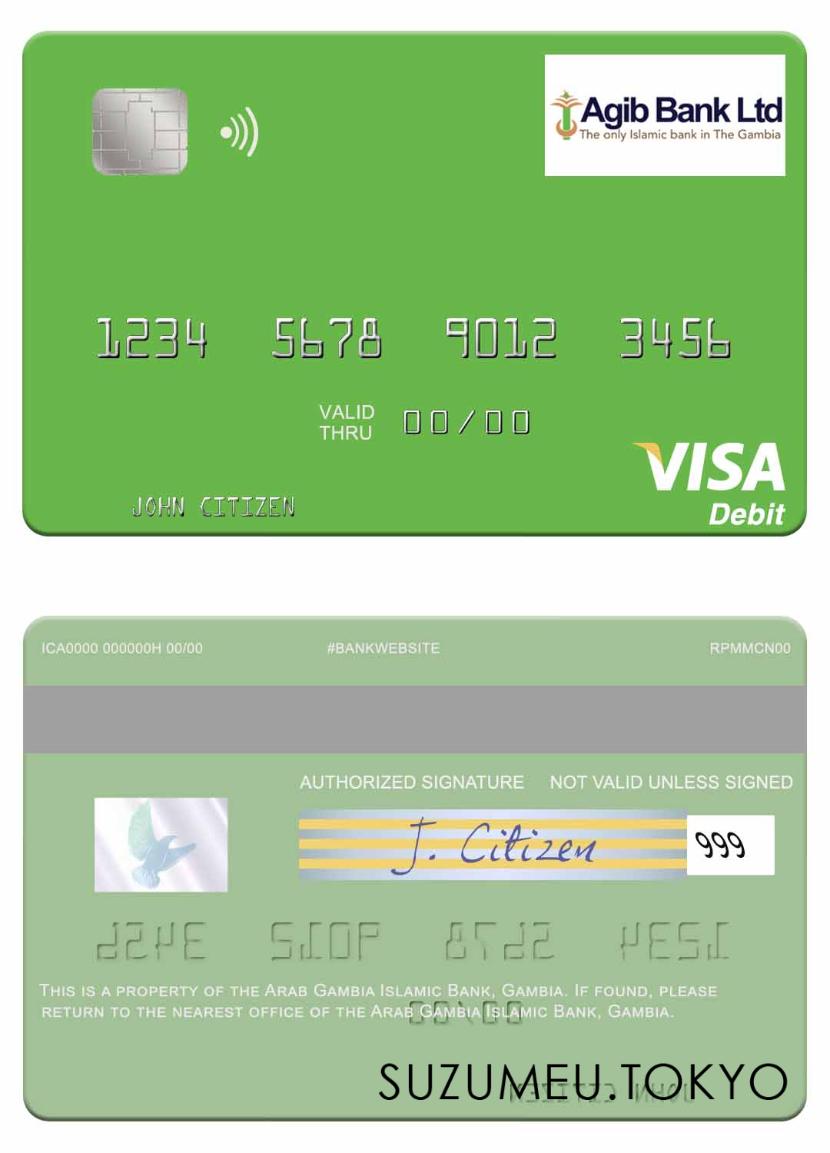 Agib Bank Ltd
The only Islamic bank in The Gambia
1234 5678 9012 3456
VALID
THRU 00/00
VISA
Debit
JOHN CITIZEN
ICA0000 000000H 00/00 #BANKWEBSITE RPMMCN00
AUTHORIZED SIGNATURE NOT VALID UNLESS SIGNED
J. Citizen 999
THIS IS A PROPERTY OF THE ARAB GAMBIA ISLAMIC BANK, GAMBIA. IF FOUND, PLEASE
RETURN TO THE NEAREST OFFICE OF THE ARAB GAMBIA ISLAMIC BANK, GAMBIA.
SUZUMEU.TOKYO